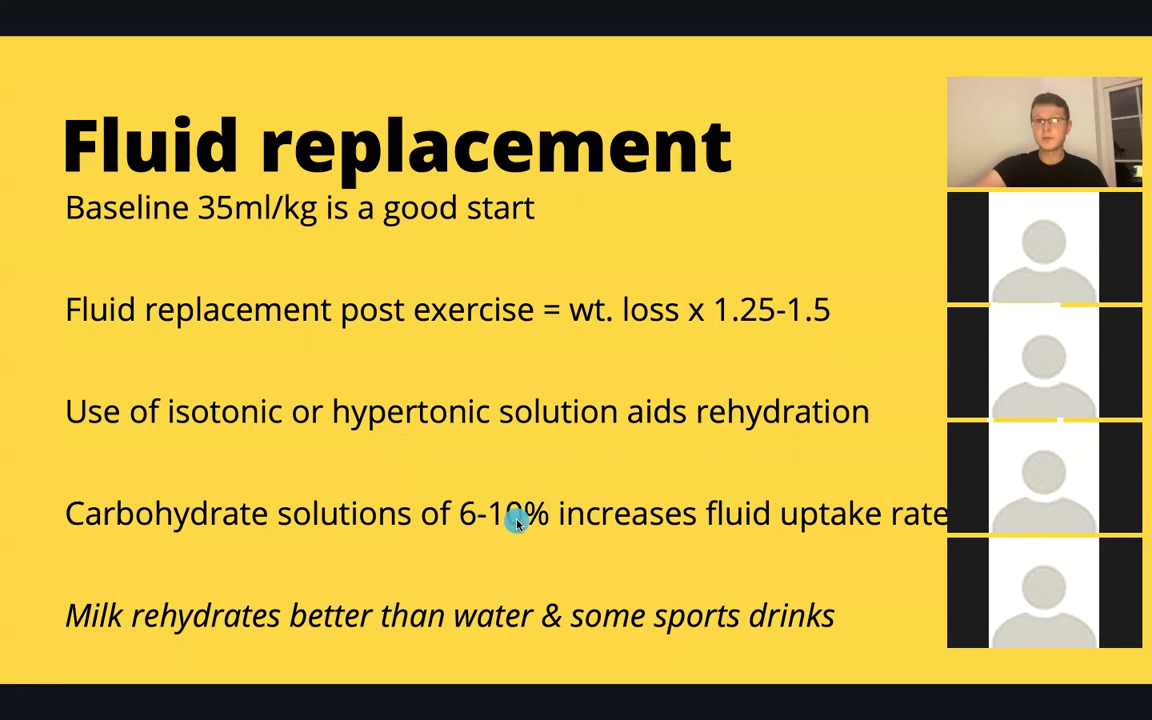 Fluid replacement
Baseline 35ml/kg is a good start
Fluid replacement post exercise = wt. loss x 1.25-1.5
Use of isotonic or hypertonic solution aids rehydration
Carbohydrate solutions of 6-10% increases fluid uptake rate
Milk rehydrates better than water & some sports drinks